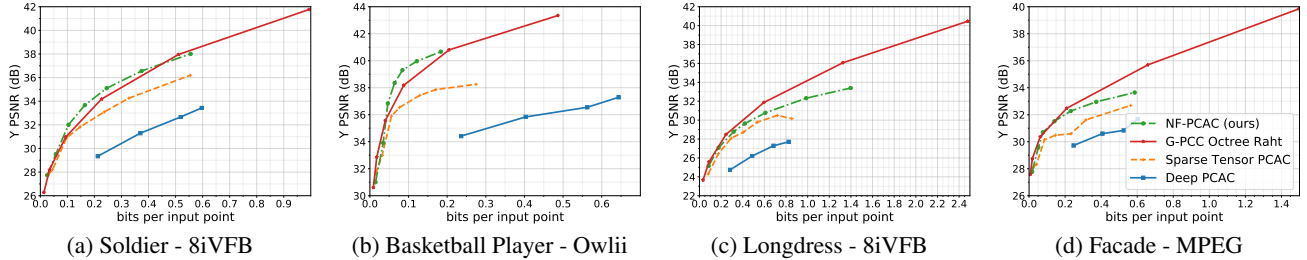 42
40
38
36
34
32
30
28
26
Y PSNR (dB)
0.0 0.1 0.2 0.3 0.4 0.5 0.6 0.7 0.8 0.9
bits per input point
(a) Soldier - 8iVFB
44
42
40
38
36
34
32
30
Y PSNR (dB)
0.0 0.1 0.2 0.3 0.4 0.5 0.6
bits per input point
(b) Basketball Player - Owlii
42
40
38
36
34
32
30
28
26
24
22
Y PSNR (dB)
0.0 0.2 0.4 0.6 0.8 1.0 1.2 1.4 1.6 1.8 2.0 2.2 2.4
bits per input point
(c) Longdress - 8iVFB
40
38
36
34
32
30
28
26
Y PSNR (dB)
0.0 0.2 0.4 0.6 0.8 1.0 1.2 1.4
bits per input point
NF-PCAC (ours)
G-PCC Octree Raht
Sparse Tensor PCAC
Deep PCAC
(d) Facade - MPEG